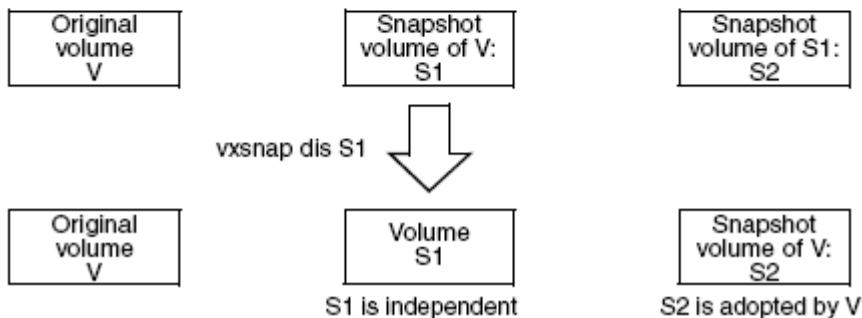 Original
volume
V
Snapshot
volume of V:
S1
Snapshot
volume of S1:
S2
vxsnap dis S1
Original
volume
V
Volume
S1
Snapshot
volume of V:
S2
S1 is independent
S2 is adopted by V